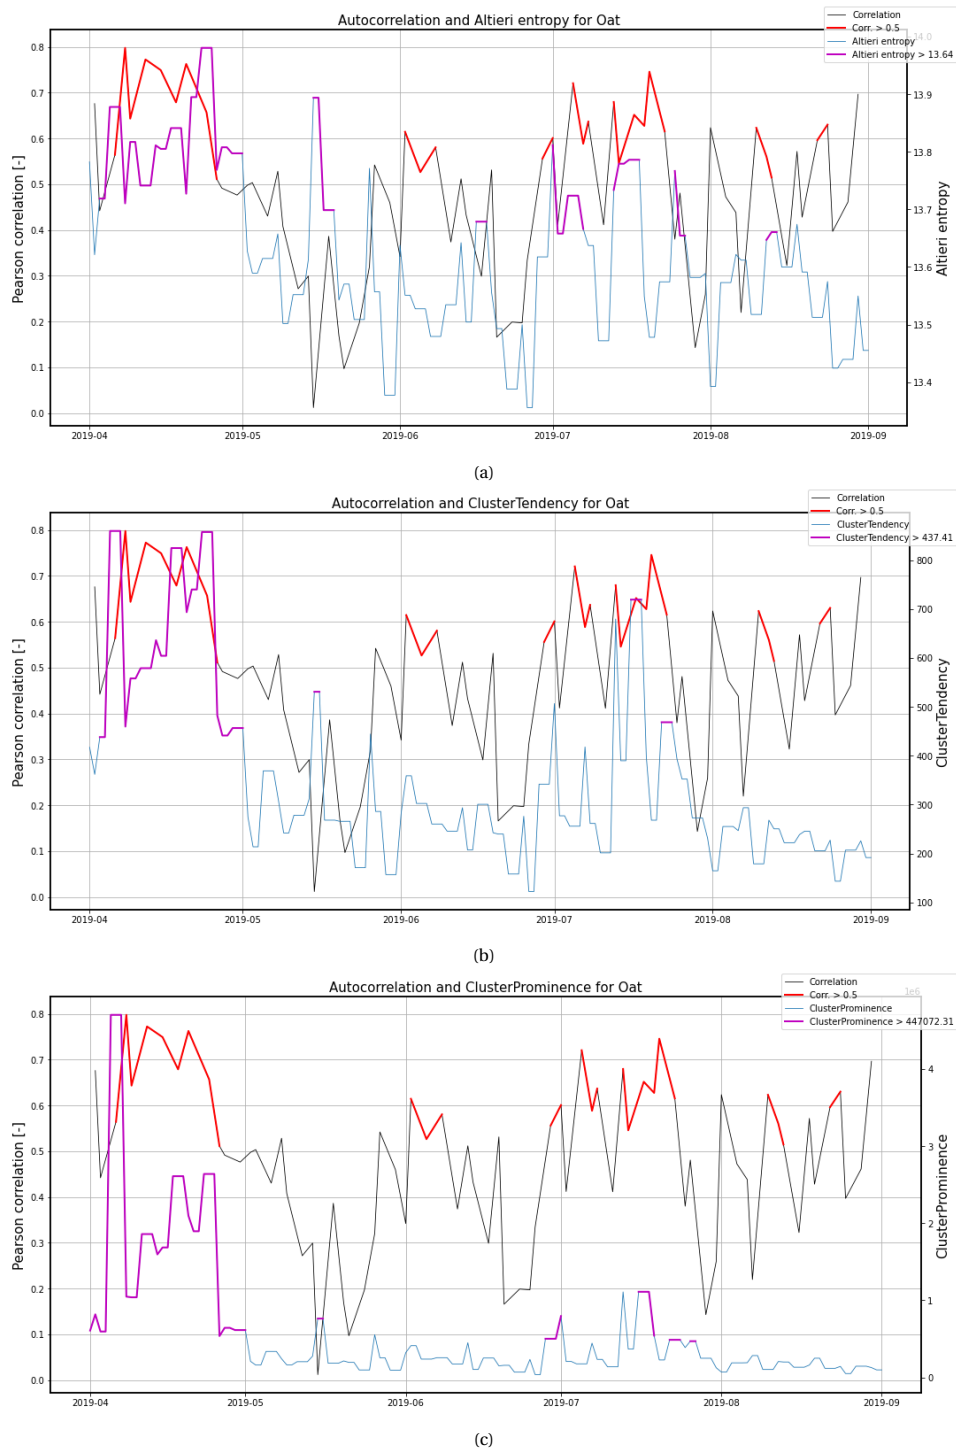 Autocorrelation and Altieri entropy for Oat
Correlation
Corr. > 0.5
Altieri entropy
Altieri entropy > 13.64
14.0
Pearson correlation [-]
0.8
0.7
0.6
0.5
0.4
0.3
0.2
0.1
0.0
13.9
13.8
13.7
13.6
13.5
13.4
Altieri entropy
2019-04 2019-05 2019-06 2019-07 2019-08 2019-09
(a)
Autocorrelation and ClusterTendency for Oat
Correlation
Corr. > 0.5
ClusterTendency
ClusterTendency > 437.41
Pearson correlation [-]
0.8
0.7
0.6
0.5
0.4
0.3
0.2
0.1
0.0
800
700
600
500
400
300
200
100
ClusterTendency
2019-04 2019-05 2019-06 2019-07 2019-08 2019-09
(b)
Autocorrelation and ClusterProminence for Oat
Correlation
Corr. > 0.5
ClusterProminence
ClusterProminence > 447072.31
1e6
Pearson correlation [-]
0.8
0.7
0.6
0.5
0.4
0.3
0.2
0.1
0.0
4
3
2
1
0
ClusterProminence
2019-04 2019-05 2019-06 2019-07 2019-08 2019-09
(c)